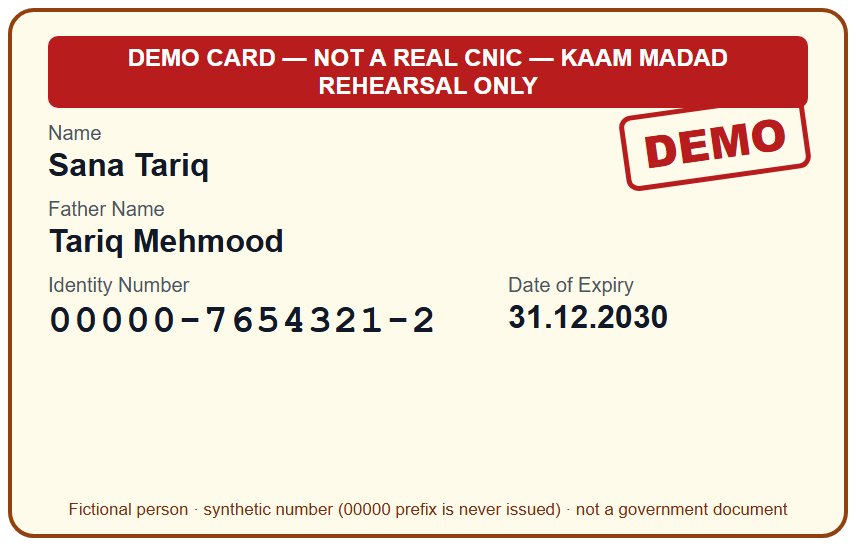 DEMO CARD — NOT A REAL CNIC — KAAM MADAD
REHEARSAL ONLY
DEMO
Name
Sana Tariq
Father Name
Tariq Mehmood
Identity Number
00000-7654321-2
Date of Expiry
31.12.2030
Fictional person · synthetic number (00000 prefix is never issued) · not a government document